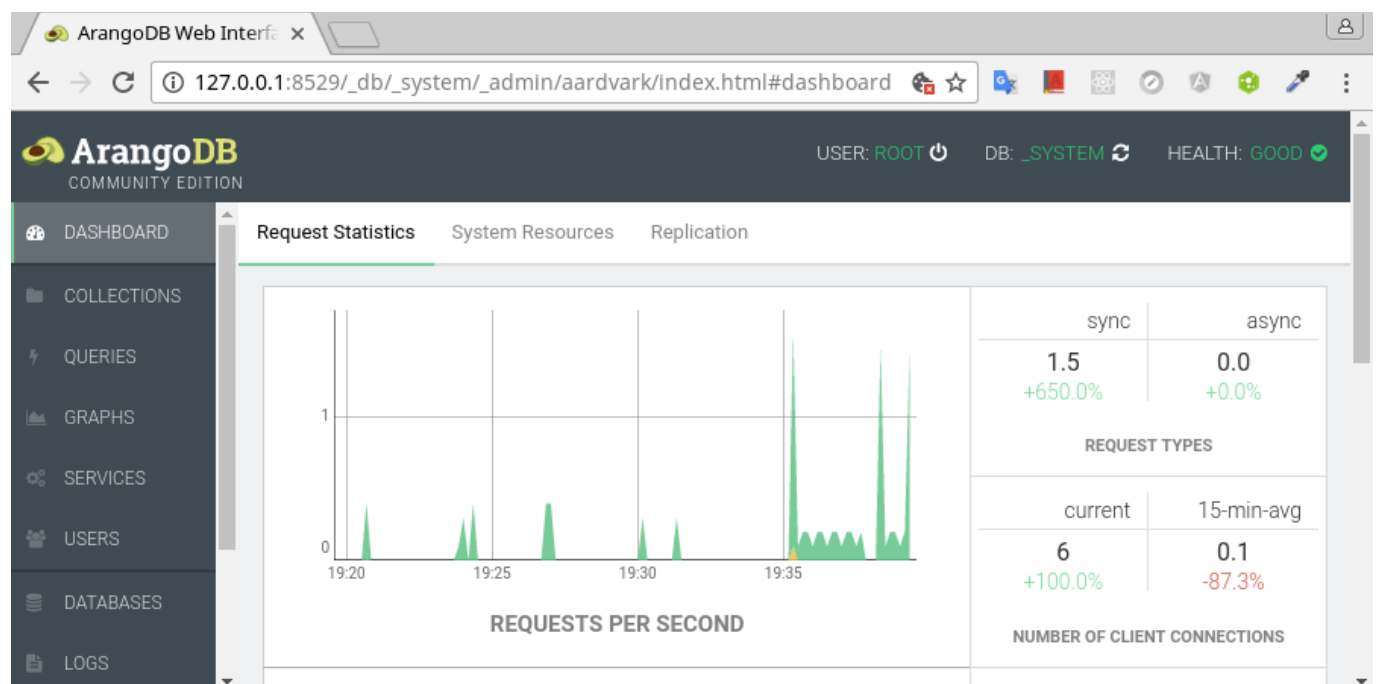 ArangoDB Web Interfa
127.0.0.1:8529/_db/_system/_admin/aardvark/index.html#dashboard
ArangoDB
COMMUNITY EDITION
USER: ROOT DB: _SYSTEM HEALTH: GOOD
DASHBOARD
COLLECTIONS
QUERIES
GRAPHS
SERVICES
USERS
DATABASES
LOGS
Request Statistics System Resources Replication
1
0
19:20 19:25 19:30 19:35
REQUESTS PER SECOND
sync async
1.5 0.0
+650.0% +0.0%
REQUEST TYPES
current 15-min-avg
6 0.1
+100.0% -87.3%
NUMBER OF CLIENT CONNECTIONS